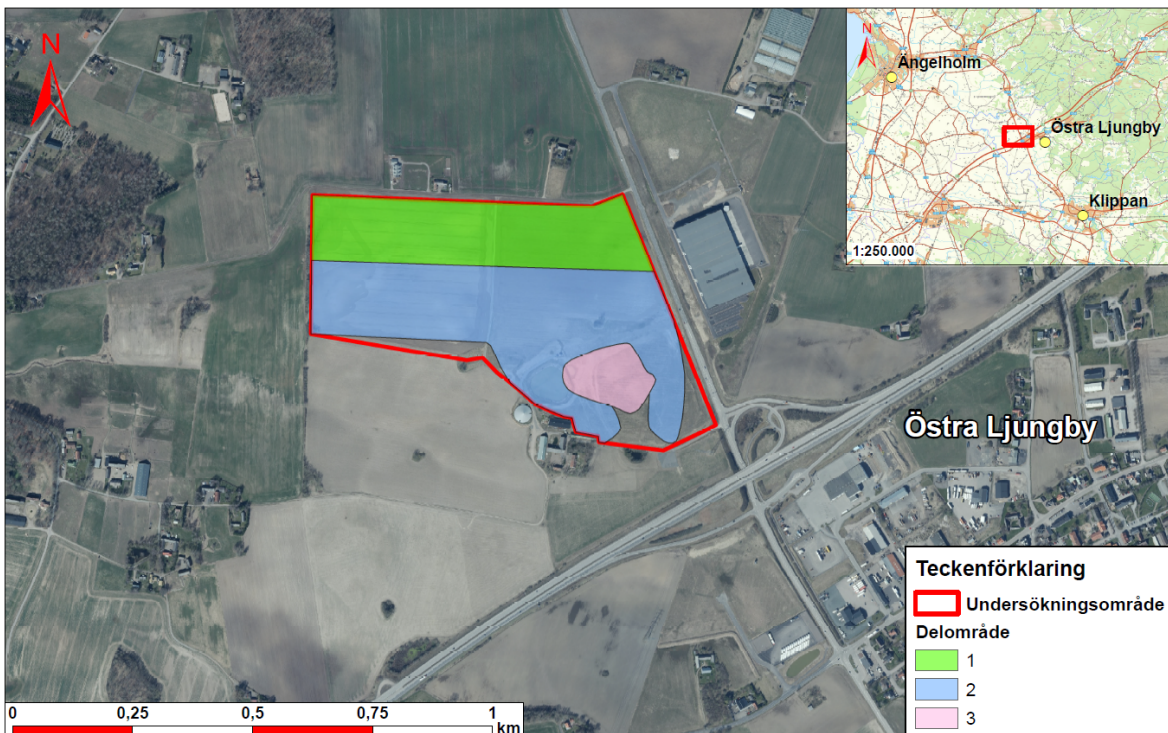 N
N
Ängelholm
Östra Ljungby
Klippan
1:250.000
Östra Ljungby
Teckenförklaring
Undersökningsområde
Delområde
1
2
3
0 0,25 0,5 0,75 1
km